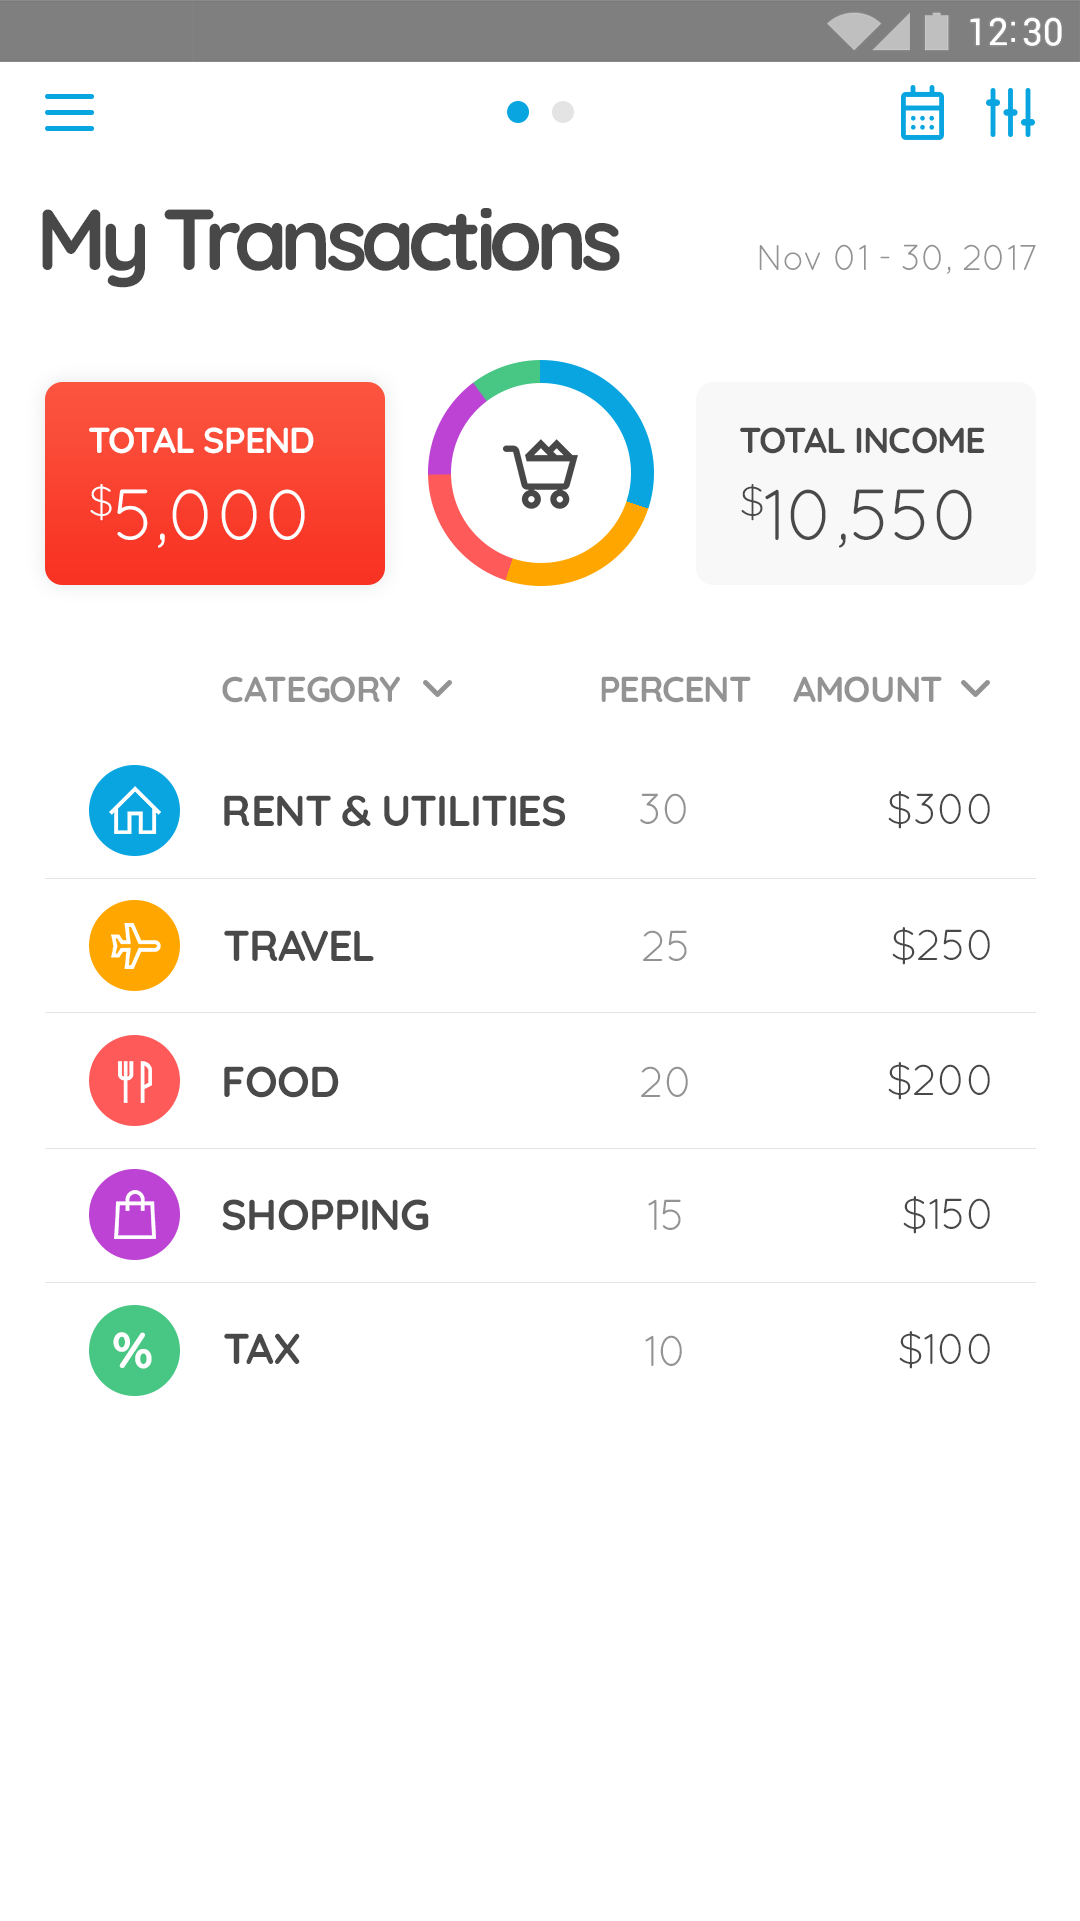 12:30
My Transactions
Nov 01 - 30, 2017
TOTAL SPEND
$5,000
TOTAL INCOME
$10,550
CATEGORY PERCENT AMOUNT
RENT & UTILITIES 30 $300
TRAVEL 25 $250
FOOD 20 $200
SHOPPING 15 $150
% TAX 10 $100